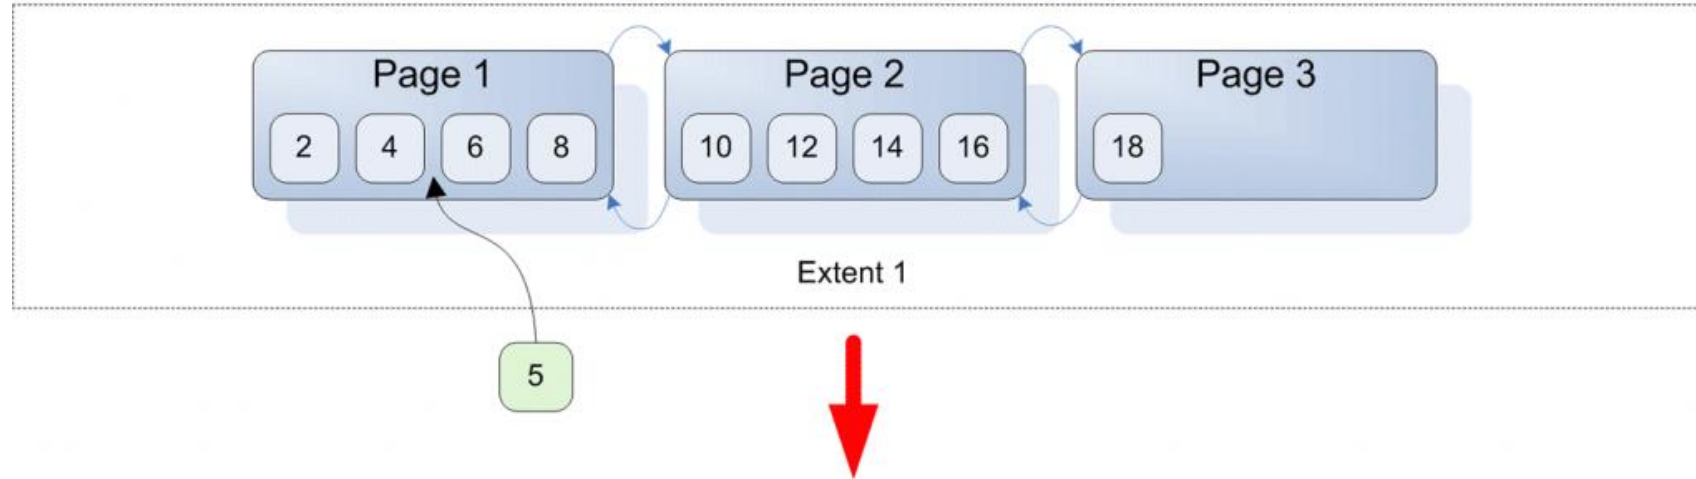 Page 1 Page 2 Page 3
2 4 6 8 10 12 14 16 18
Extent 1
5